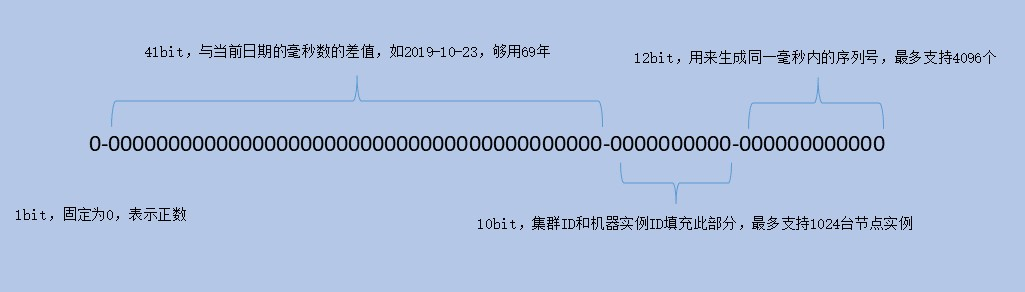 41bit，与当前日期的毫秒数的差值，如2019-10-23，够用69年
12bit，用来生成同一毫秒内的序列号，最多支持4096个
0-00000000000000000000000000000000000000000-0000000000-000000000000
1bit，固定为0，表示正数
10bit，集群ID和机器实例ID填充此部分，最多支持1024台节点实例